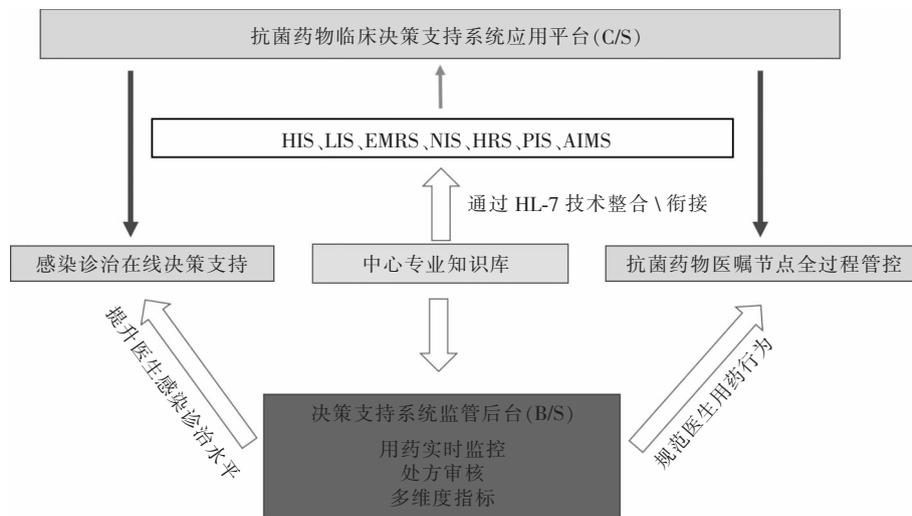 抗菌药物临床决策支持系统应用平台(C/S)
HIS、LIS、EMRS、NIS、HRS、PIS、AIMS
通过 HL-7 技术整合 \ 衔接
感染诊治在线决策支持
中心专业知识库
抗菌药物医嘱节点全过程管控
提升医生感染诊治水平
规范医生用药行为
决策支持系统监管后台(B/S)
用药实时监控
处方审核
多维度指标